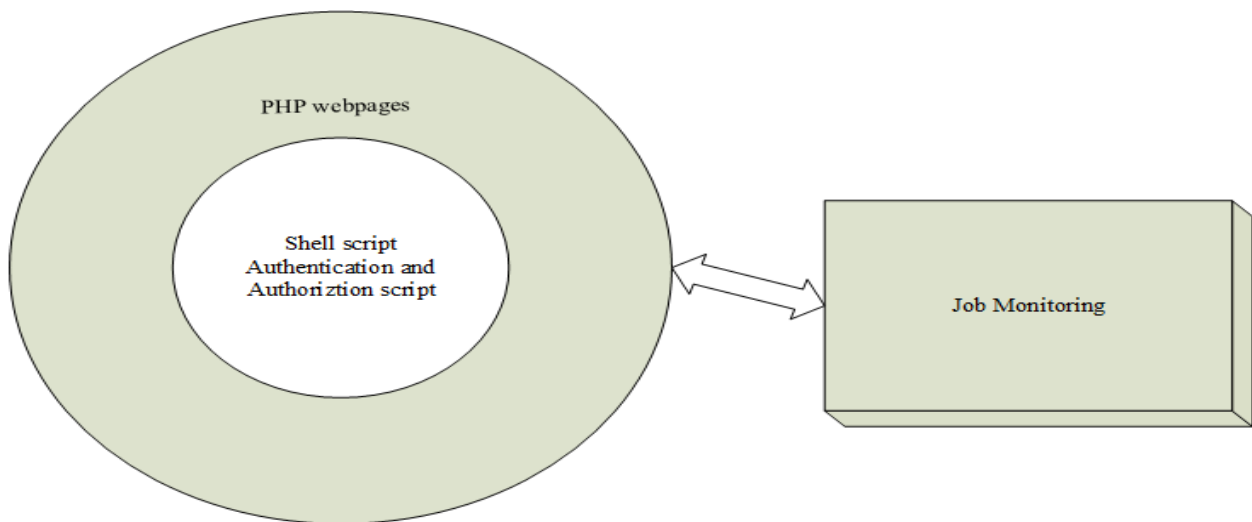 PHP webpages
Shell script
Authentication and
Authoriztion script
Job Monitoring